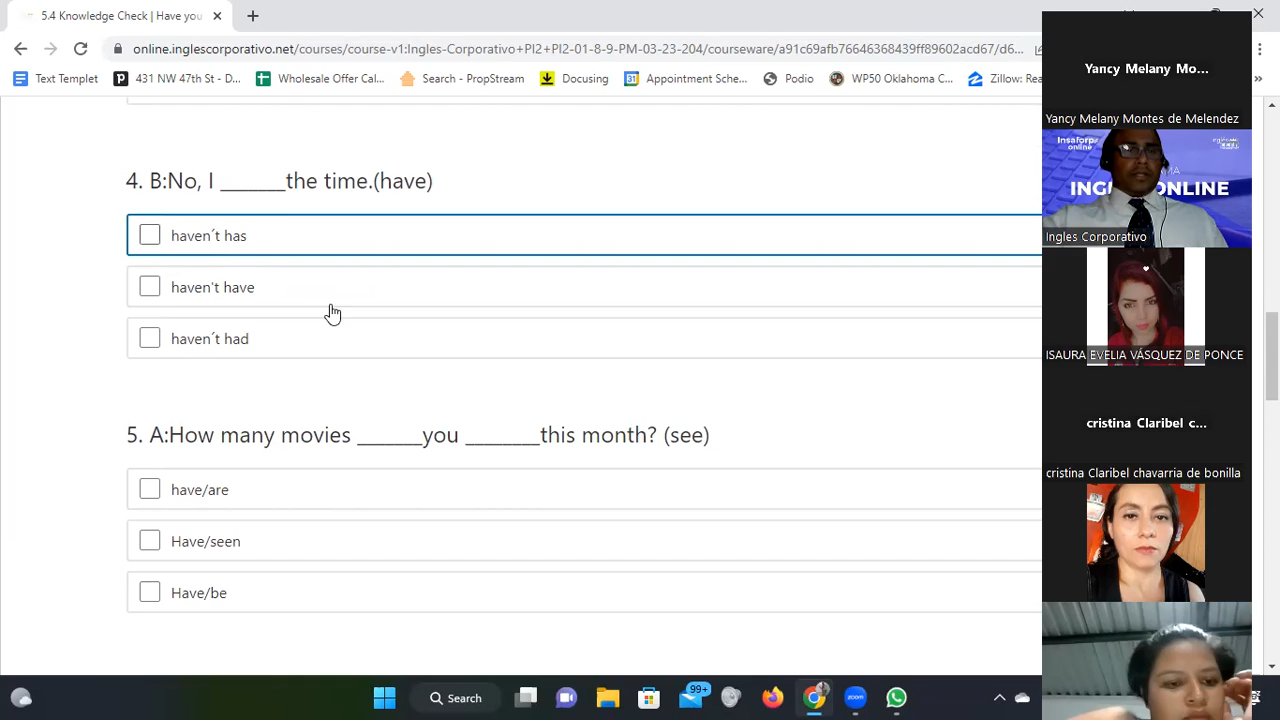 5.4 Knowledge Check | Have you
online.inglescorporativo.net/courses/course-v1:Ingles-Corporativo+PI2+PI2-01-8-9-PM-03-23-204/courseware/a91c69afb76646368439ff89602acd67/d6...
Text Templet
431 NW 47th St - D...
Wholesale Offer Cal...
Search - PropStream
Docusing
Appointment Sche...
Podio
WP50 Oklahoma C...
Zillow: Rea
4. B:No, I ______the time.(have)
haven´t has
haven't have
haven´t had
5. A:How many movies ______you _______this month? (see)
have/are
Have/seen
Have/be
Yancy Melany Mo...
Yancy Melany Montes de Melendez
Insaforp
online
INGL ONLINE
Ingles Corporativo
ISAURA EVELIA VÁSQUEZ DE PONCE
cristina Claribel c...
cristina Claribel chavarria de bonilla
Search
99+